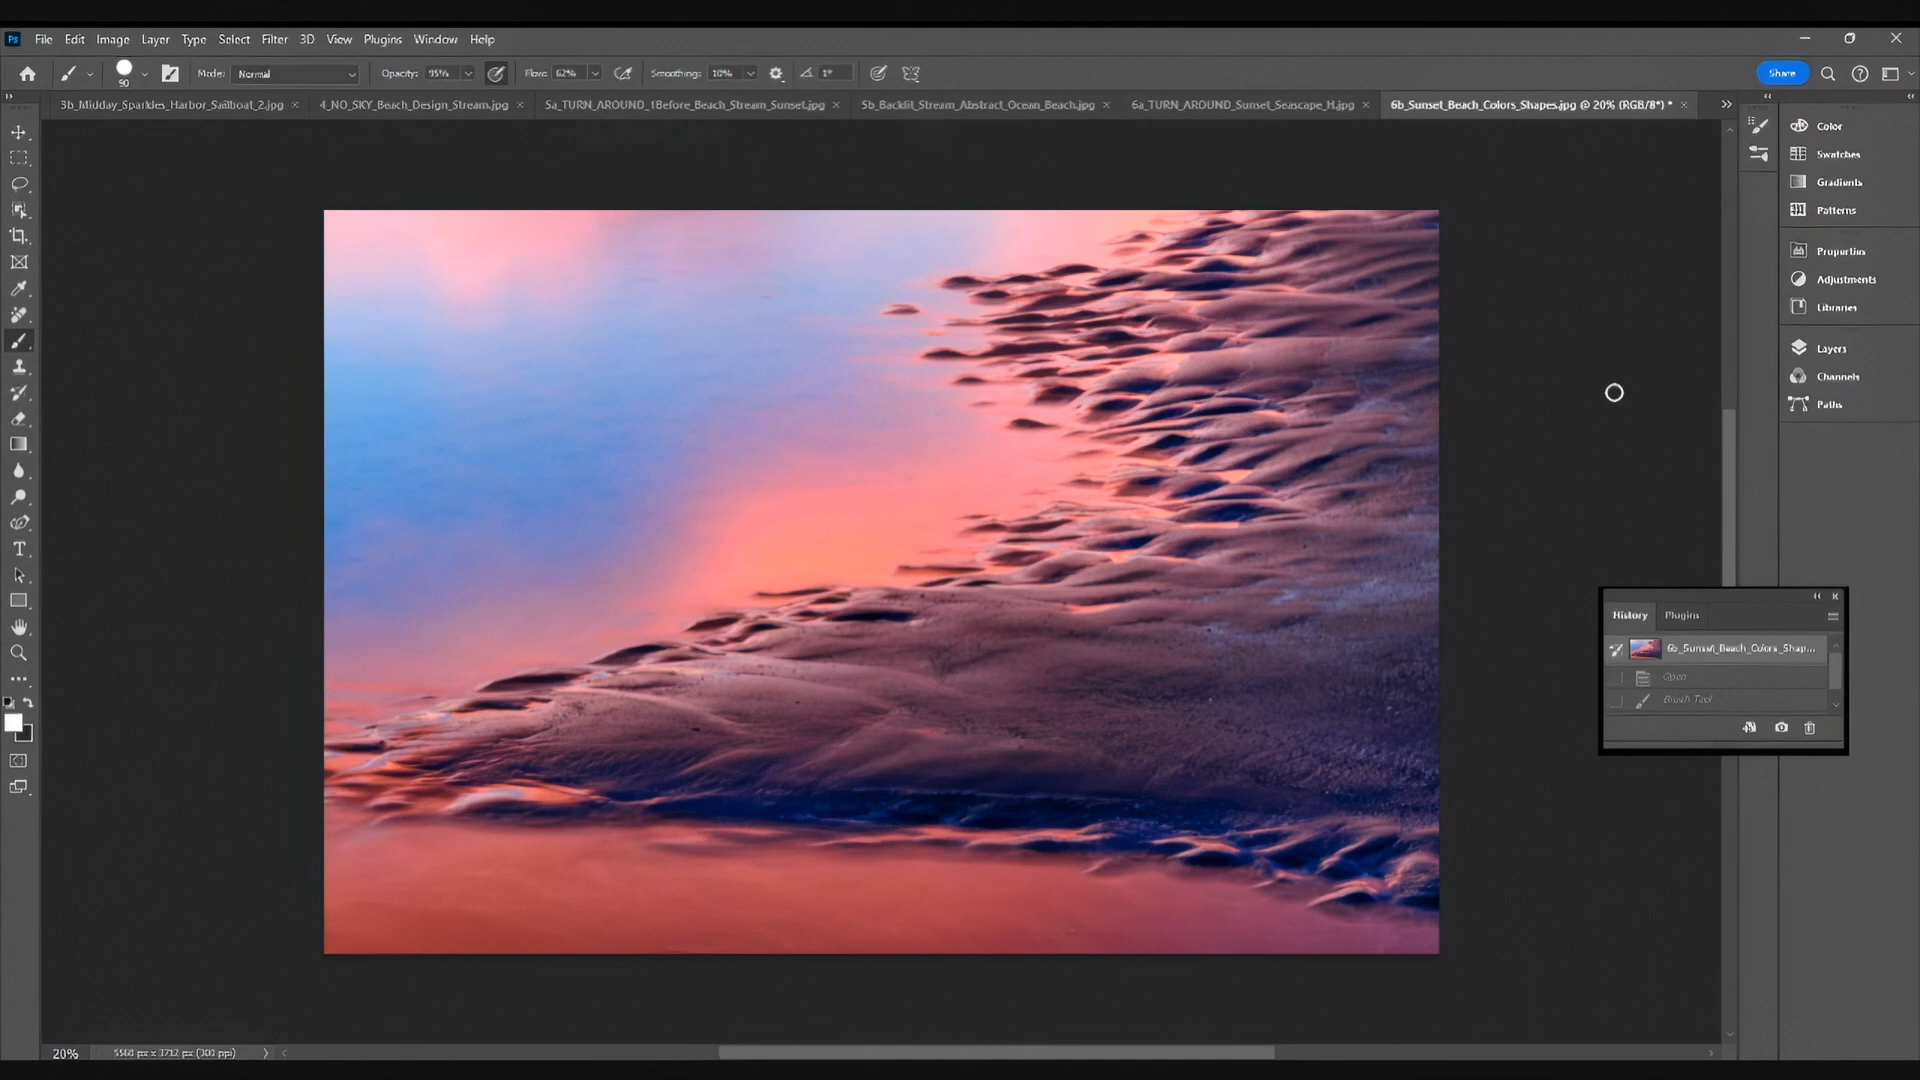 Ps File Edit Image Layer Type Select Filter 3D View Plugins Window Help
90 Mode: Normal Opacity: 95% Flow: 62% Smoothing: 10% 1° Share
3b_Midday_Sparkles_Harbor_Sailboat_2.jpg 4_NO_SKY_Beach_Design_Stream.jpg 5a_TURN_AROUND_1Before_Beach_Stream_Sunset.jpg 5b_Backlit_Stream_Abstract_Ocean_Beach.jpg 6a_TURN_AROUND_Sunset_Seascape_H.jpg 6b_Sunset_Beach_Colors_Shapes.jpg @ 20% (RGB/8*) *
Color
Swatches
Gradients
Patterns
Properties
Adjustments
Libraries
Layers
Channels
Paths
History Plugins
6b_Sunset_Beach_Colors_Shap...
Open
Brush Tool
20% px x 3712 px (300 ppi)